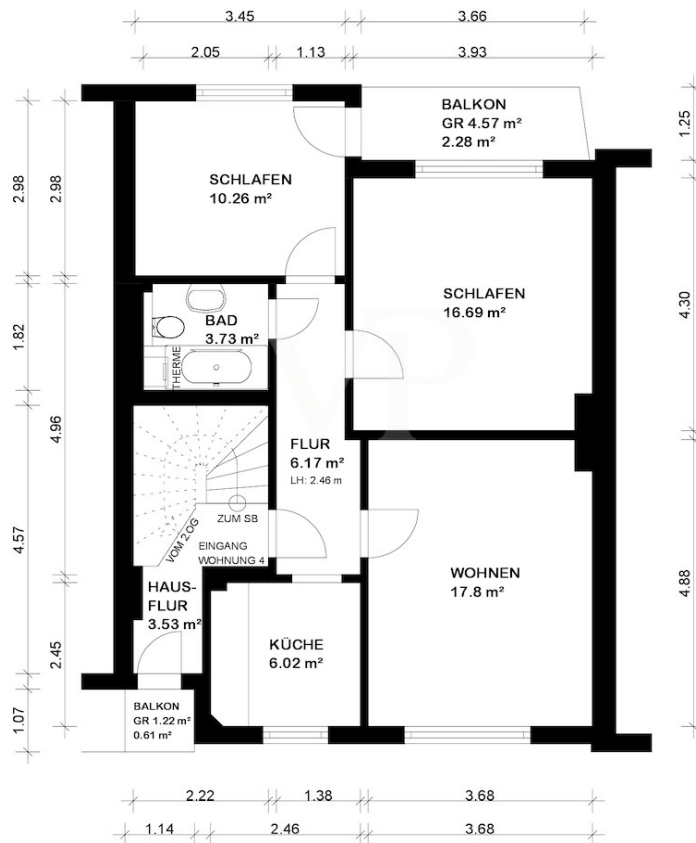 3.45
3.66
2.05
1.13
3.93
BALKON
GR 4.57 m²
2.28 m²
1.25
2.98
2.98
SCHLAFEN
10.26 m²
SCHLAFEN
16.69 m²
4.30
BAD
3.73 m²
THERME
1.82
4.96
FLUR
6.17 m²
LH: 2.46 m
ZUM SB
VOM 2.OG
EINGANG
WOHNUNG 4
4.57
WOHNEN
17.8 m²
4.88
HAUS-
FLUR
3.53 m²
KÜCHE
6.02 m²
2.45
BALKON
GR 1.22 m²
0.61 m²
1.07
2.22
1.38
3.68
1.14
2.46
3.68
VP